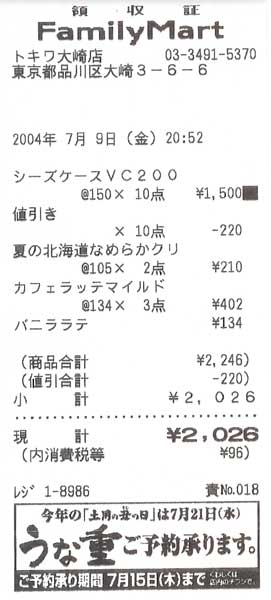 領収証
FamilyMart
トキワ大崎店 03-3491-5370
東京都品川区大崎3-6-6
2004年 7月 9日(金) 20:52
シーズケースVC200
@150× 10点 ¥1,500
値引き
× 10点 -220
夏の北海道なめらかクリ
@105× 2点 ¥210
カフェラッテマイルド
@134× 3点 ¥402
バニララテ ¥134
(商品合計 ¥2,246)
(値引合計 -220)
小 計 ¥2,026
現 計 ¥2,026
(内消費税等 ¥96)
レジ 1-8986 責No.018
今年の「土用の丑の日」は7月21日(水)
うな重ご予約承ります。
ご予約承り期間 7月15日(木)まで くわしくは
店内のチラシで。